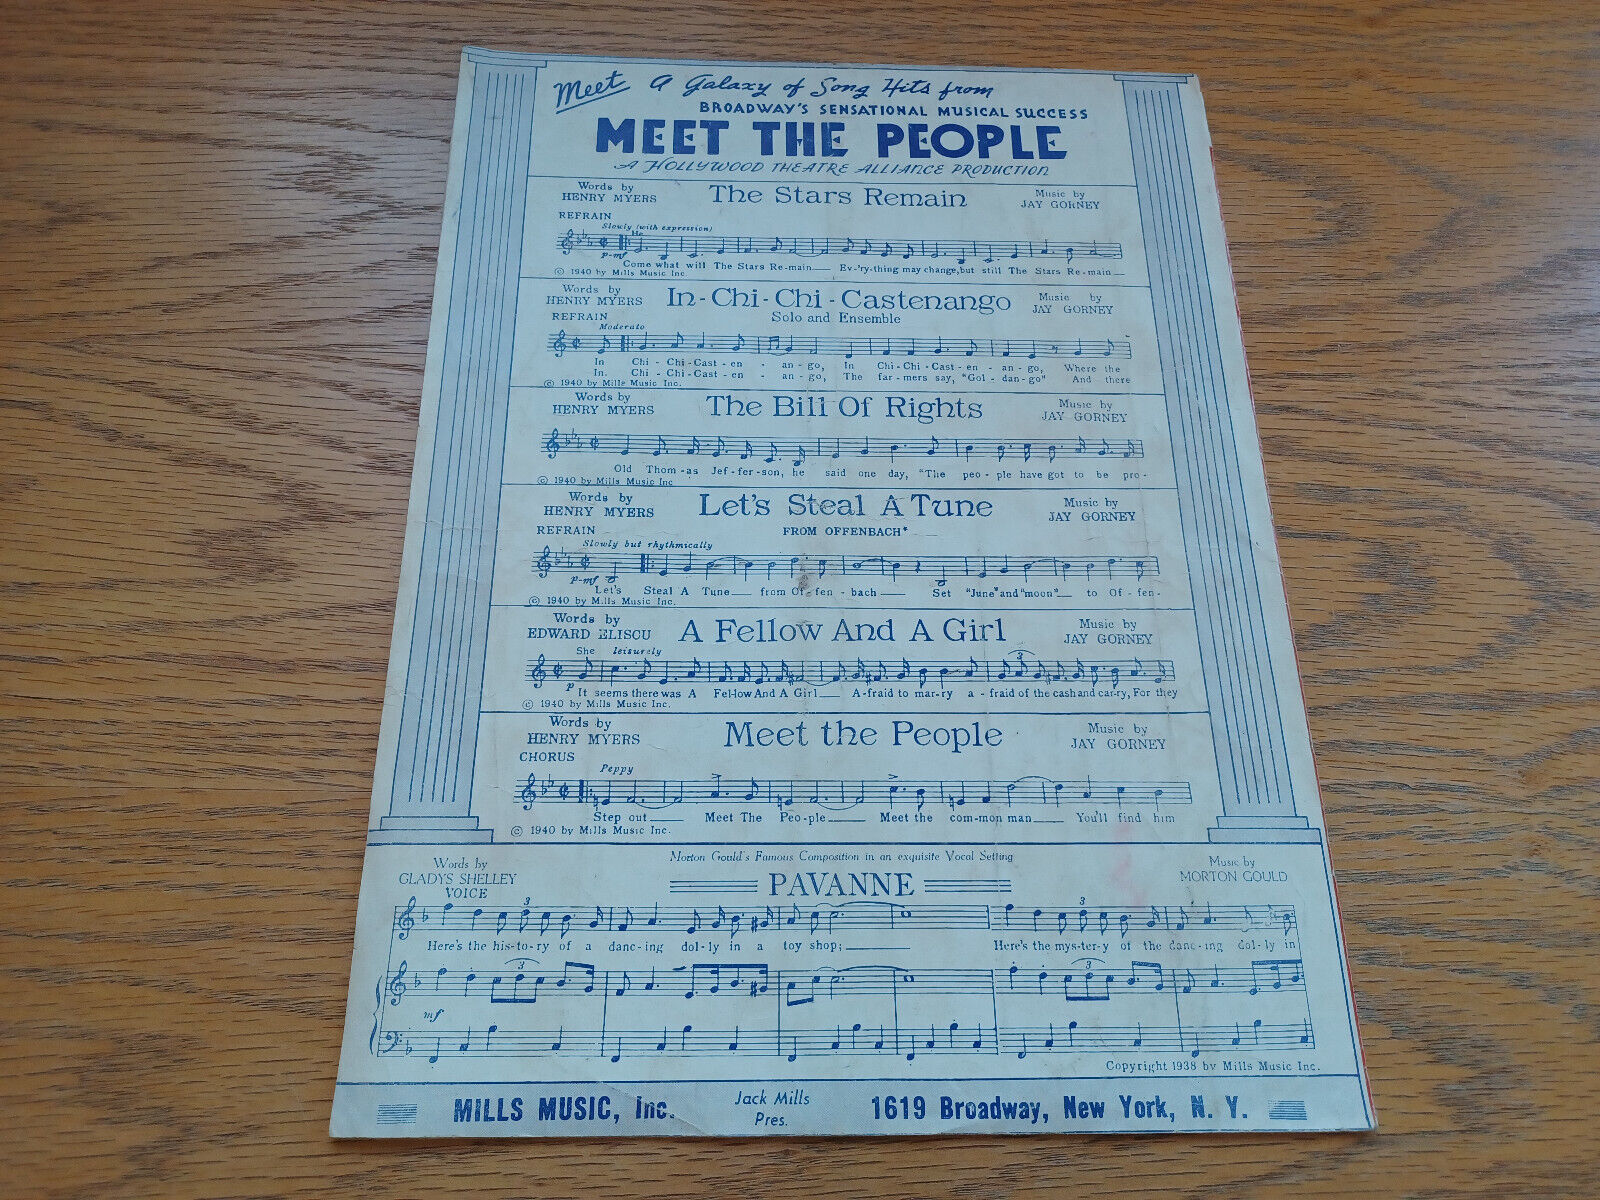 Meet A Galaxy of Song Hits from
BROADWAY'S SENSATIONAL MUSICAL SUCCESS
MEET THE PEOPLE
A HOLLYWOOD THEATRE ALLIANCE PRODUCTION
Words by
HENRY MYERS
The Stars Remain
Music by
JAY GORNEY
REFRAIN
Slowly (with expression)
He
p-mf
Come what will The Stars Re-main Ev-'ry-thing may change, but still The Stars Re-main
© 1940 by Mills Music Inc.
Words by
HENRY MYERS
In-Chi-Chi-Castenango
Music by
JAY GORNEY
REFRAIN
Solo and Ensemble
Moderato
In Chi-Chi-Cast-en-an-go, In Chi-Chi-Cast-en-an-go, Where the
In. Chi-Chi-Cast-en-an-go, The far-mers say, "Gol-dan-go" And there
© 1940 by Mills Music Inc.
Words by
HENRY MYERS
The Bill Of Rights
Music by
JAY GORNEY
Old Thom-as Jef-fer-son, he said one day, "The peo-ple have got to be pro-
© 1940 by Mills Music Inc
Words by
HENRY MYERS
Let's Steal A Tune
Music by
JAY GORNEY
REFRAIN
FROM OFFENBACH"
Slowly but rhythmically
p-mf
Let's Steal A Tune from Of-fen-bach Set "June" and "moon" to Of-fen-
© 1940 by Mills Music Inc.
Words by
EDWARD ELISCU
A Fellow And A Girl
Music by
JAY GORNEY
She leisurely
3
p
It seems there was A Fel-low And A Girl A-fraid to mar-ry a-fraid of the cash and car-ry, For they
© 1940 by Mills Music Inc.
Words by
HENRY MYERS
Meet the People
Music by
JAY GORNEY
CHORUS
Peppy
Step out Meet The Peo-ple Meet the com-mon man You'll find him
© 1940 by Mills Music Inc.
Morton Gould's Famous Composition in an exquisite Vocal Setting
Words by
GLADYS SHELLEY
PAVANNE
Music by
MORTON GOULD
VOICE
3 3
Here's the his-to-ry of a danc-ing dol-ly in a toy shop; Here's the mys-ter-y of the danc-ing dol-ly in
3 3
mf
Copyright 1938 by Mills Music Inc.
MILLS MUSIC, Inc. Jack Mills Pres. 1619 Broadway, New York, N. Y.